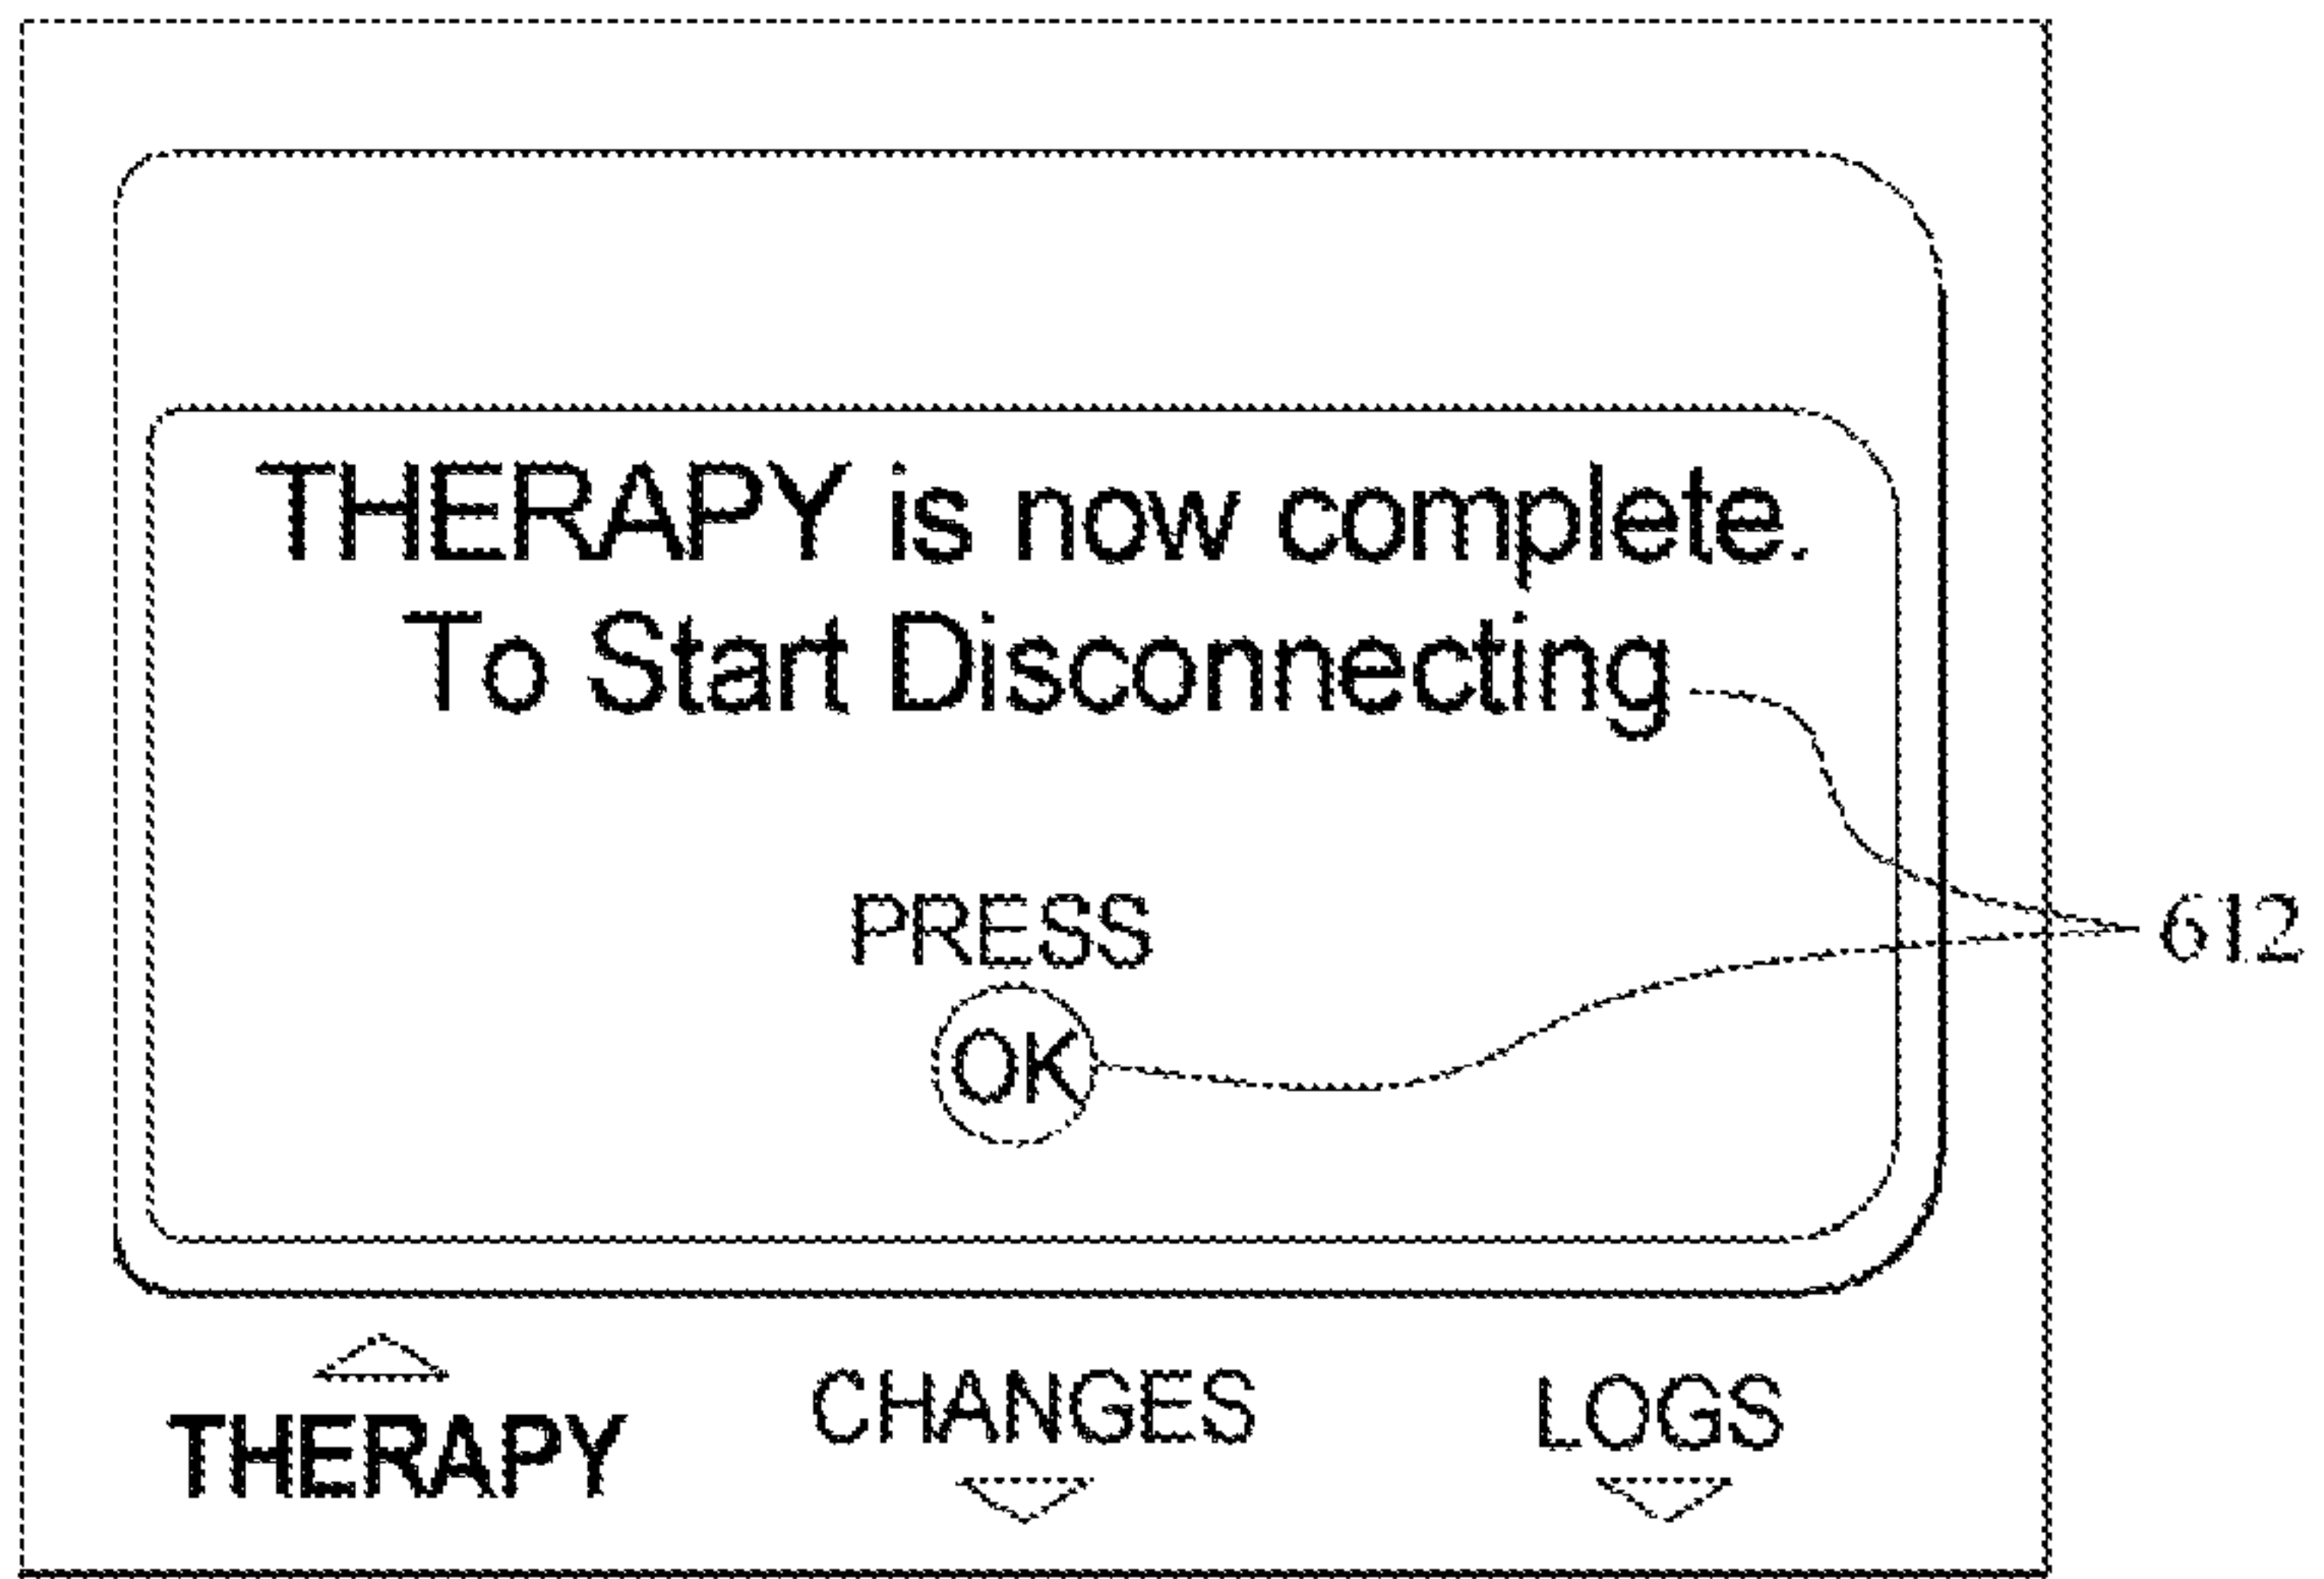 THERAPY is now complete.
To Start Disconnecting
PRESS
612
OK
THERAPY
CHANGES
LOGS